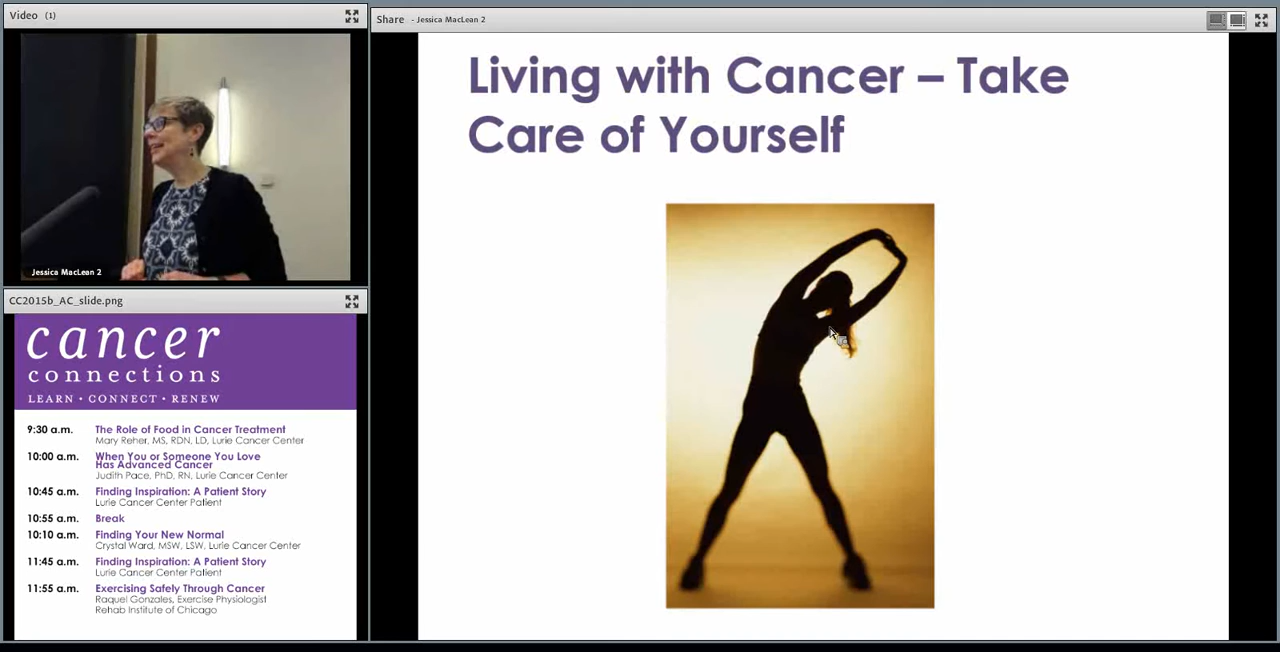 Video (1)
Jessica MacLean 2
CC2015b_AC_slide.png
cancer
connections
LEARN • CONNECT • RENEW
9:30 a.m. The Role of Food in Cancer Treatment
Mary Reher, MS, RDN, LD, Lurie Cancer Center
10:00 a.m. When You or Someone You Love
Has Advanced Cancer
Judith Pace, PhD, RN, Lurie Cancer Center
10:45 a.m. Finding Inspiration: A Patient Story
Lurie Cancer Center Patient
10:55 a.m. Break
10:10 a.m. Finding Your New Normal
Crystal Ward, MSW, LSW, Lurie Cancer Center
11:45 a.m. Finding Inspiration: A Patient Story
Lurie Cancer Center Patient
11:55 a.m. Exercising Safely Through Cancer
Raquel Gonzales, Exercise Physiologist
Rehab Institute of Chicago
Share - Jessica MacLean 2
Living with Cancer – Take
Care of Yourself